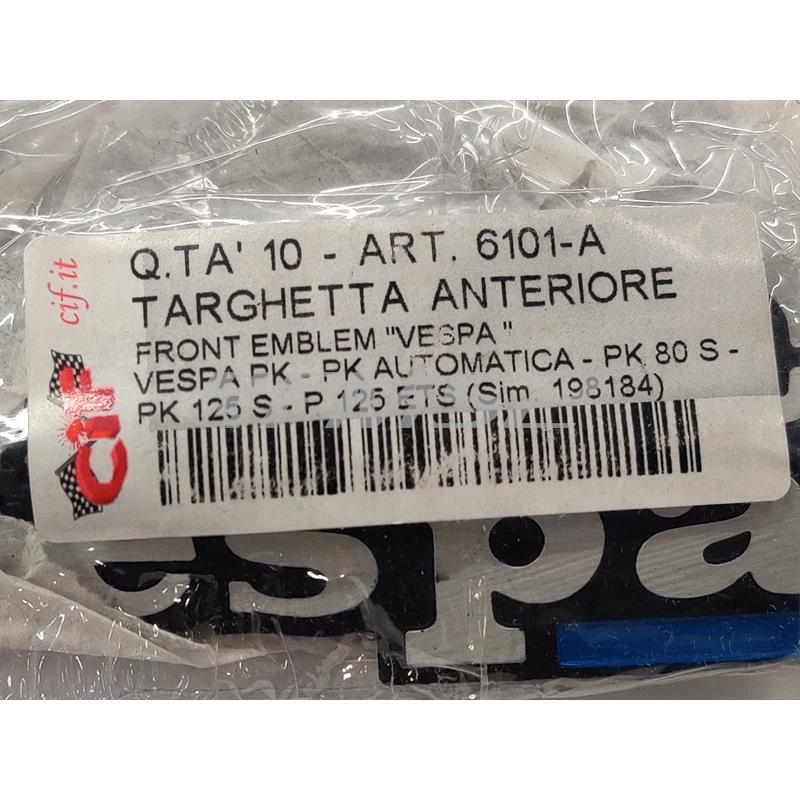 Q.TA' 10 - ART. 6101-A
TARGHETTA ANTERIORE
FRONT EMBLEM "VESPA"
VESPA PK - PK AUTOMATICA - PK 80 S -
PK 125 S - P 125 ETS (Sim. 198184)
cif.it
CIF
espa